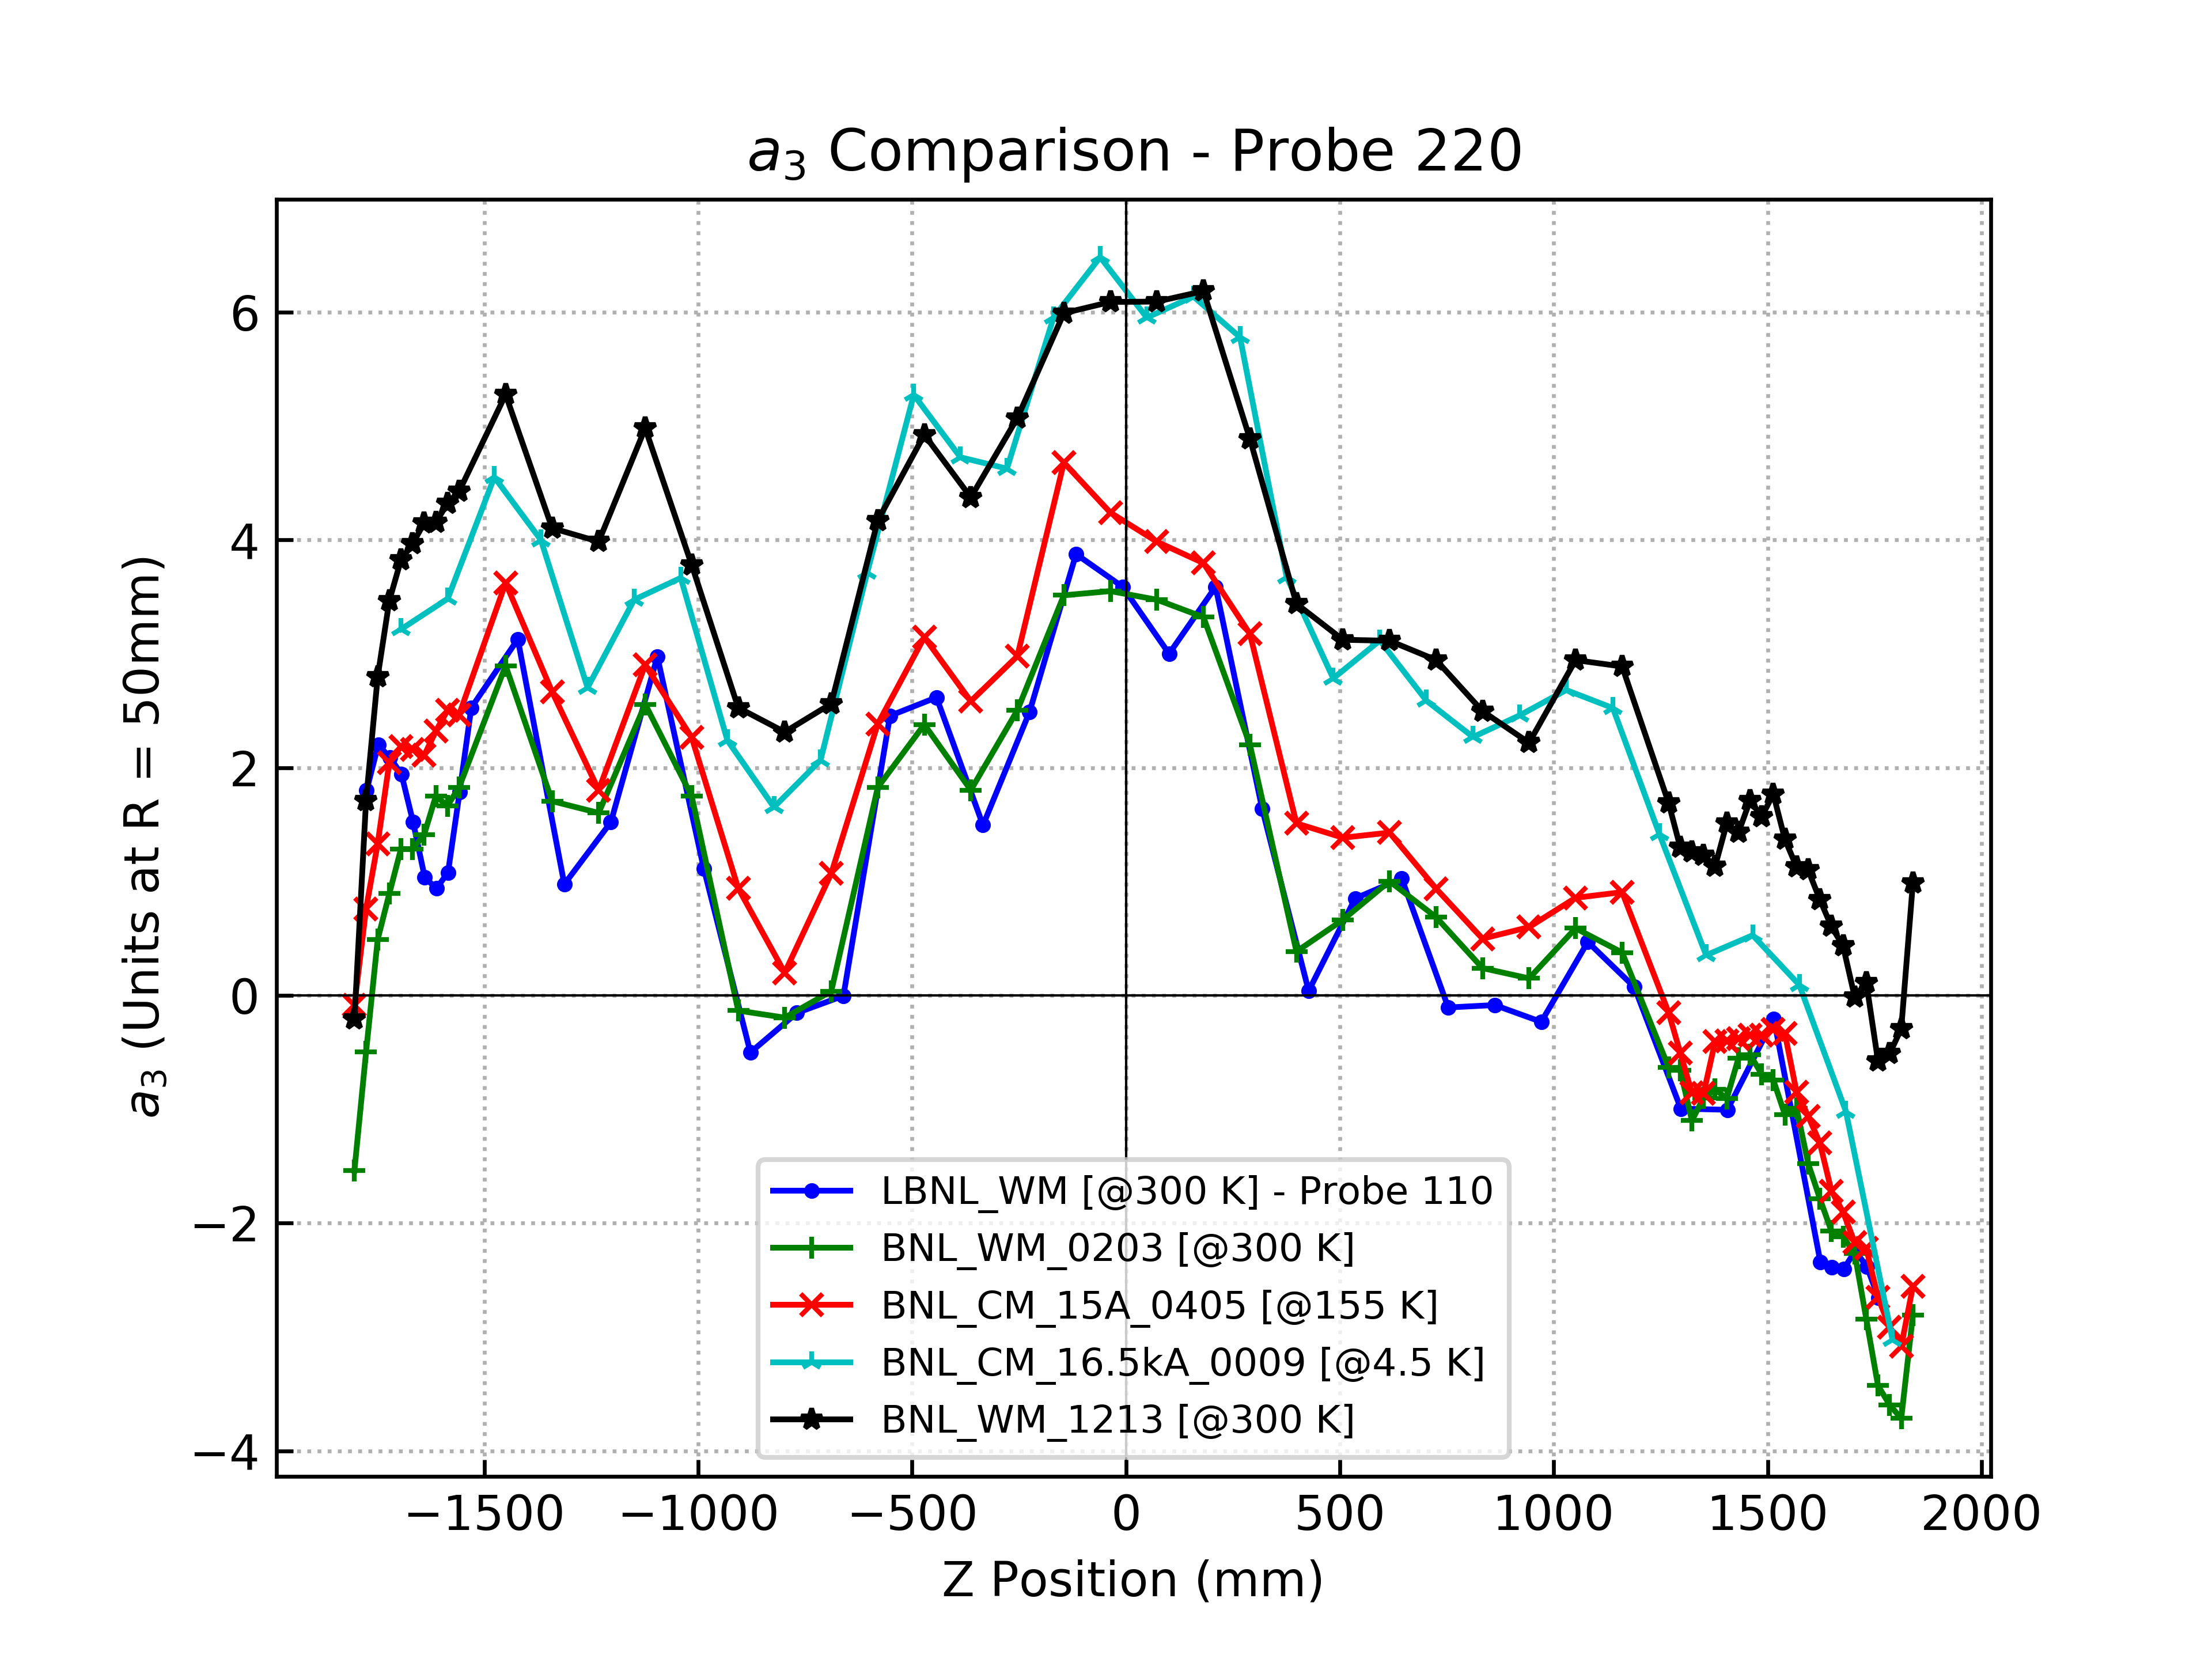 a3 Comparison - Probe 220
6
4
2
0
−2
−4
a3 (Units at R = 50mm)
LBNL_WM [@300 K] - Probe 110
BNL_WM_0203 [@300 K]
BNL_CM_15A_0405 [@155 K]
BNL_CM_16.5kA_0009 [@4.5 K]
BNL_WM_1213 [@300 K]
−1500 −1000 −500 0 500 1000 1500 2000
Z Position (mm)